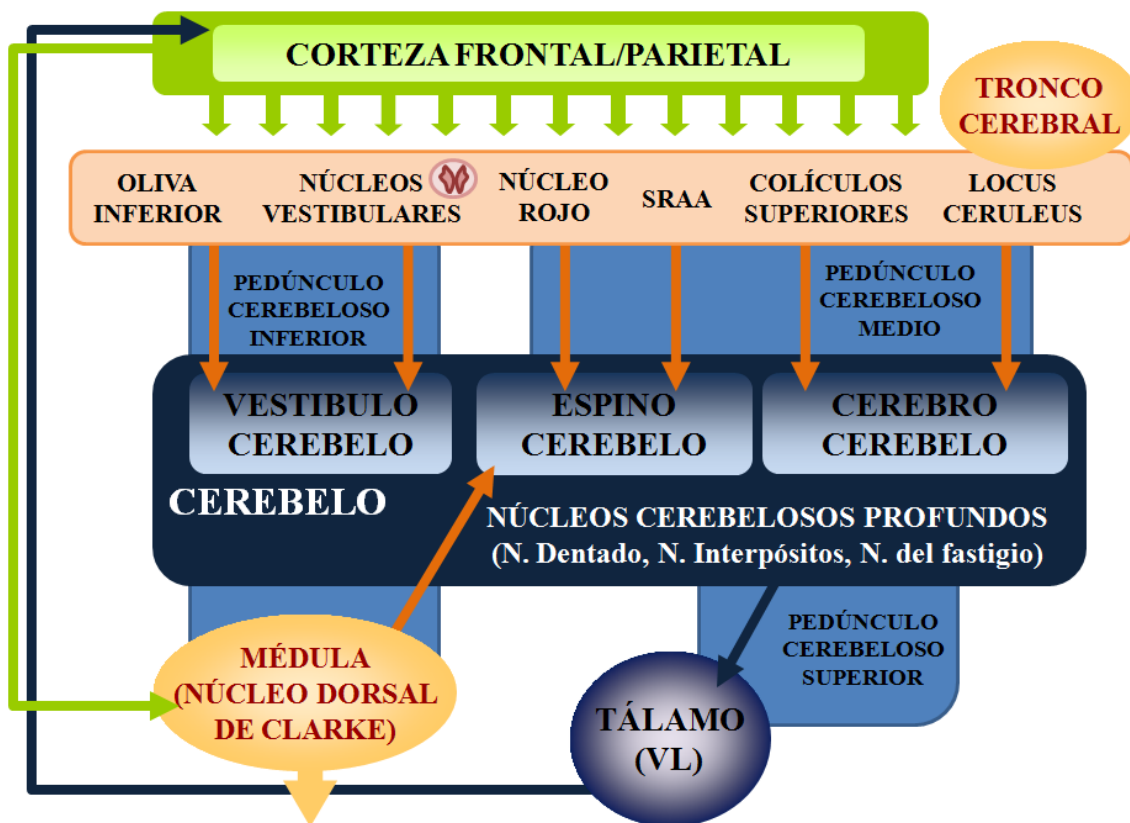 CORTEZA FRONTAL/PARIETAL
TRONCO
CEREBRAL
OLIVA
INFERIOR
NÚCLEOS
VESTIBULARES
NÚCLEO
ROJO
SRAA
COLÍCULOS
SUPERIORES
LOCUS
CERULEUS
PEDÚNCULO
CEREBELOSO
INFERIOR
PEDÚNCULO
CEREBELOSO
MEDIO
VESTIBULO
CEREBELO
ESPINO
CEREBELO
CEREBRO
CEREBELO
CEREBELO
NÚCLEOS CEREBELOSOS PROFUNDOS
(N. Dentado, N. Interpósitos, N. del fastigio)
MÉDULA
(NÚCLEO DORSAL
DE CLARKE)
PEDÚNCULO
CEREBELOSO
SUPERIOR
TÁLAMO
(VL)